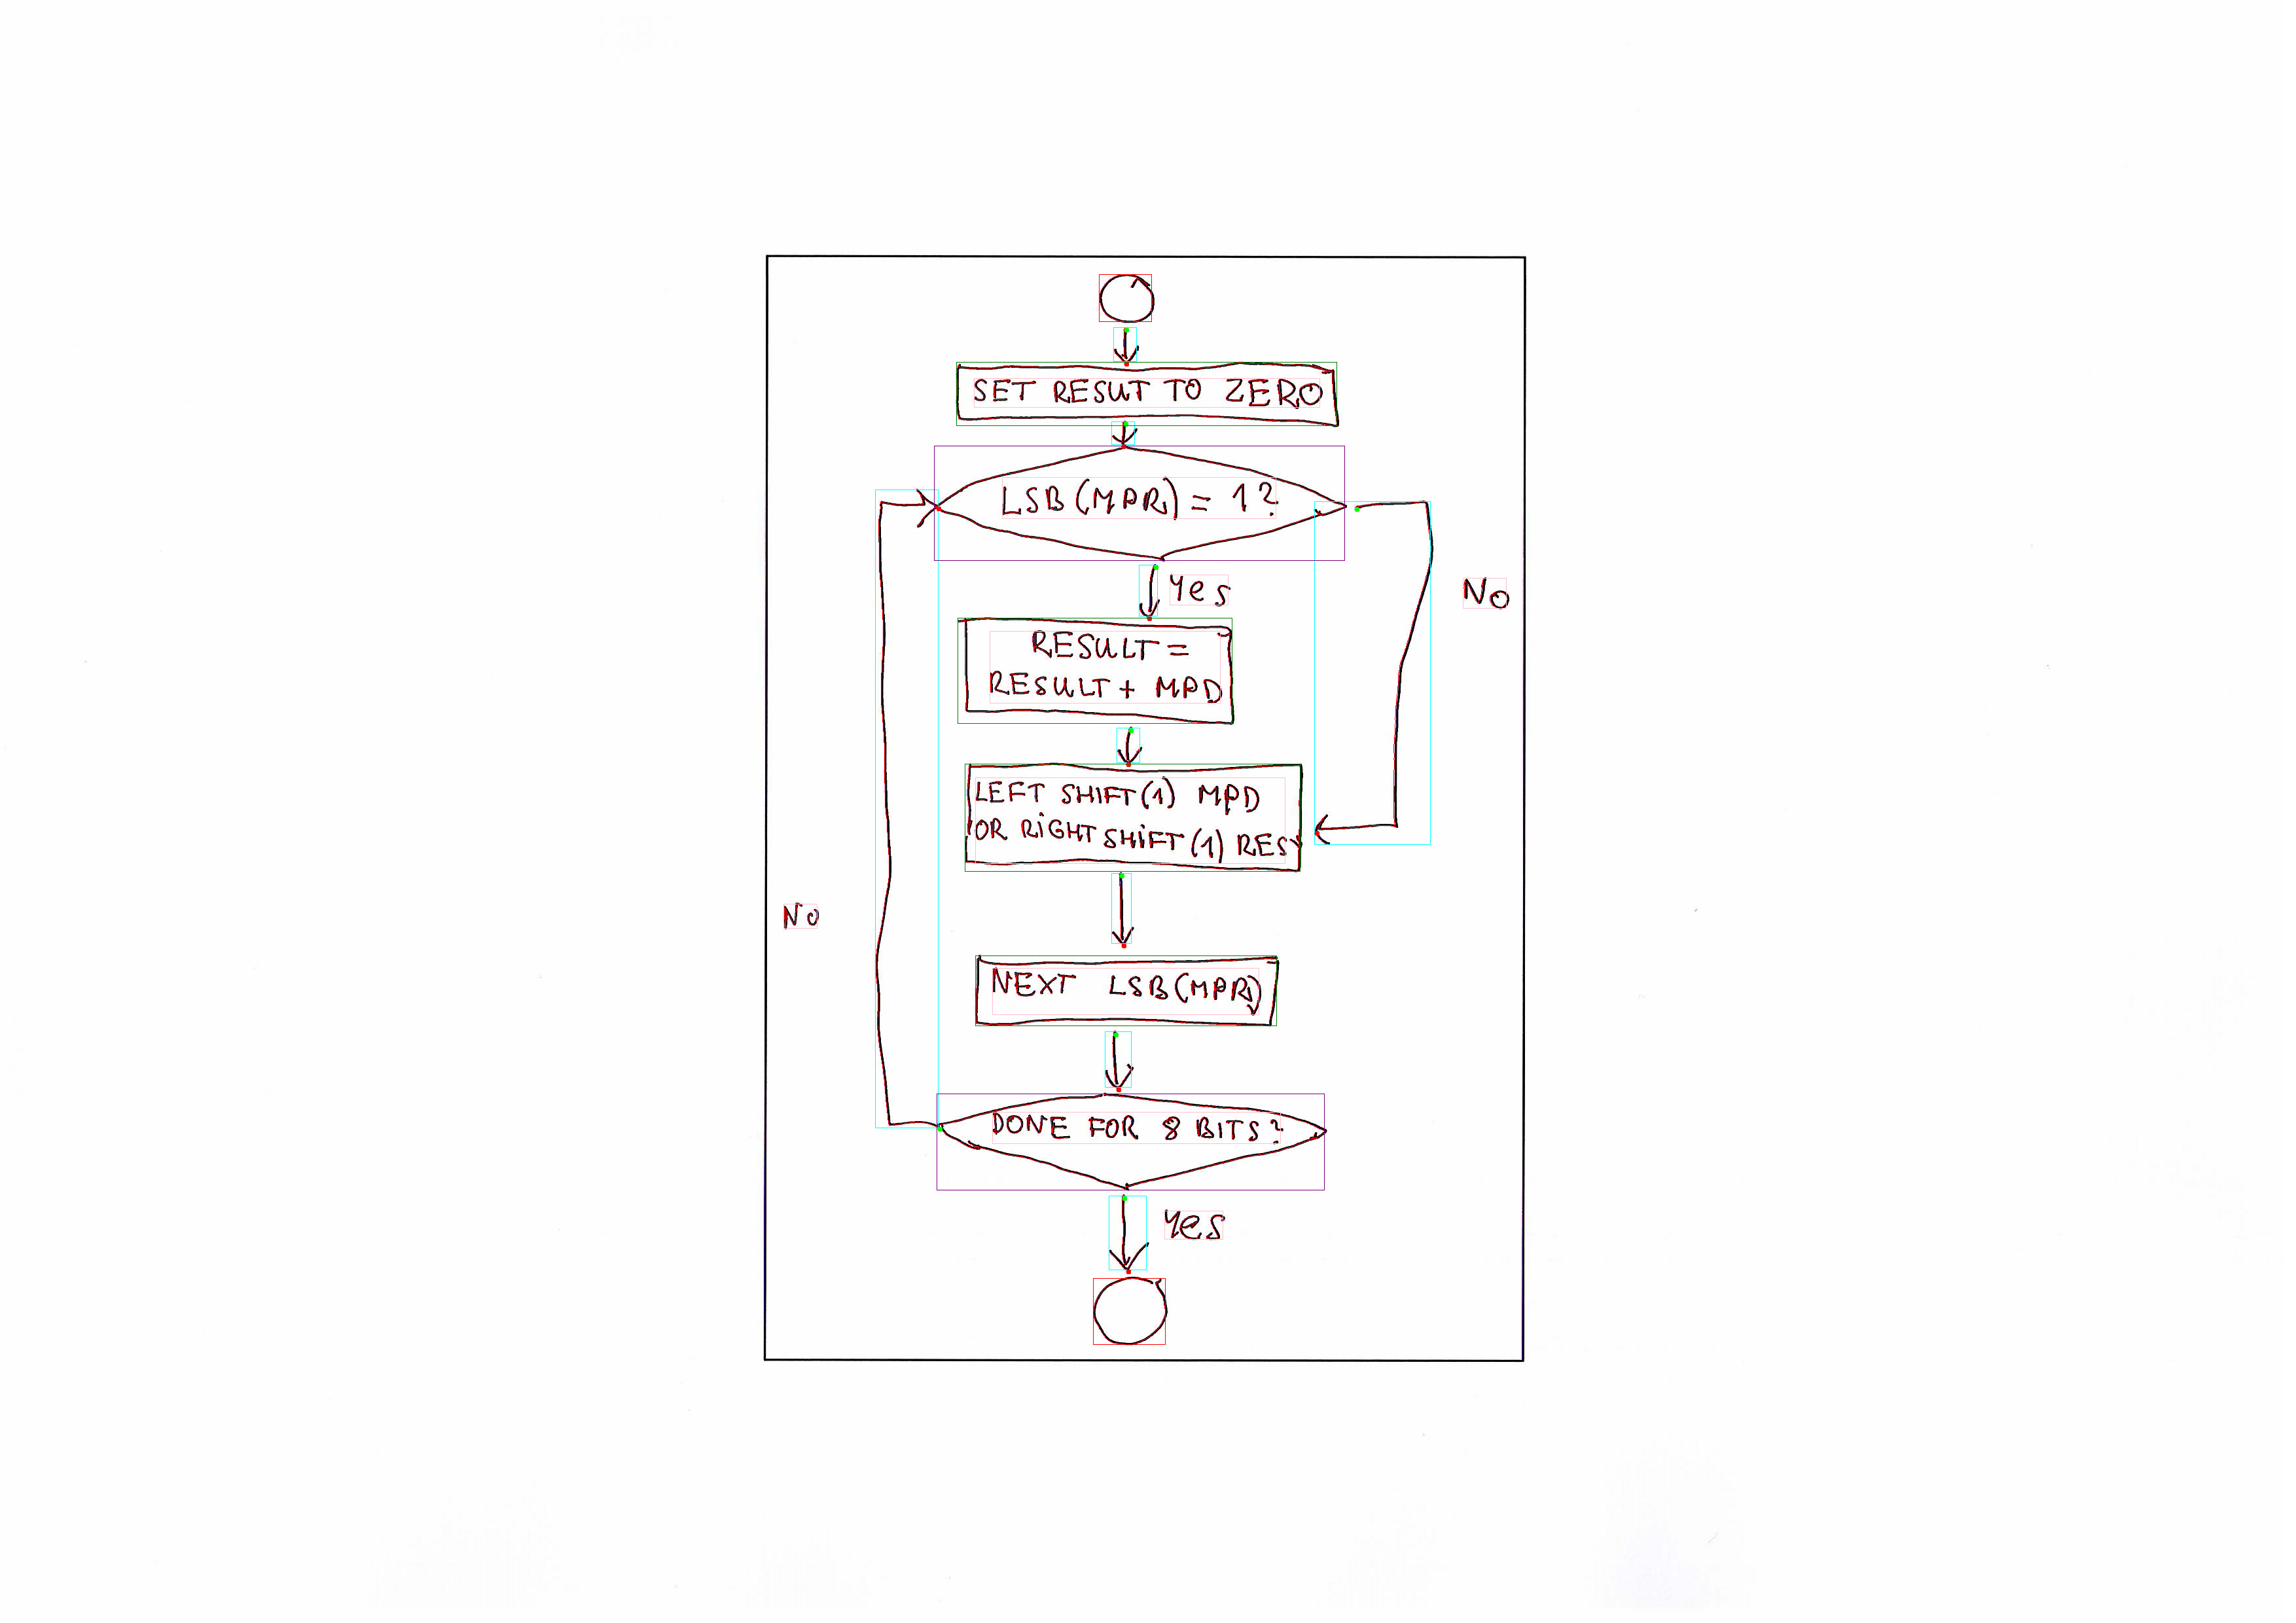 SET RESUT TO ZERO
LSB(MPR) = 1?
Yes
No
RESULT =
RESULT + MPD
LEFT SHIFT(1) MPD
OR RIGHT SHIFT(1) RES
No
NEXT LSB(MPR)
DONE FOR 8 BITS?
Yes